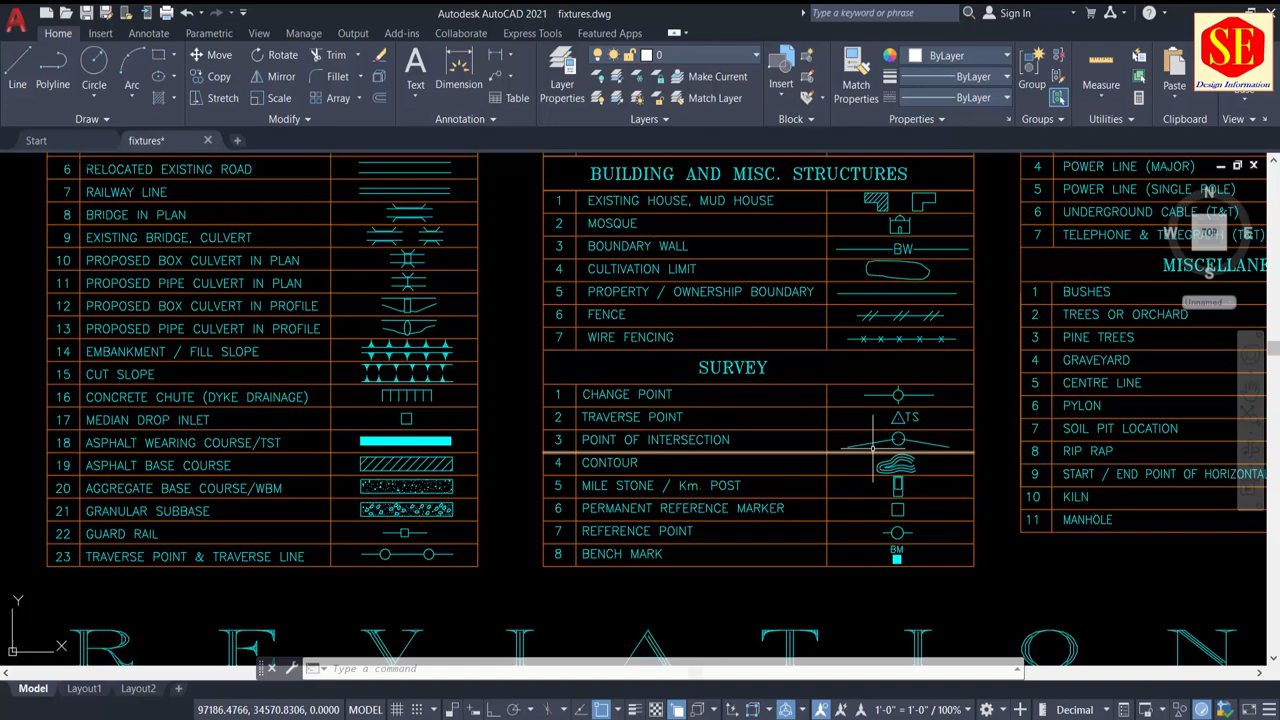 Autodesk AutoCAD 2021 fixtures.dwg
Type a keyword or phrase
Sign In
Home Insert Annotate Parametric View Manage Output Add-ins Collaborate Express Tools Featured Apps
SE
Design Information
Line Polyline Circle Arc
Move Rotate Trim
Copy Mirror Fillet
Stretch Scale Array
Text Dimension Table
Layer Properties
0
Make Current
Match Layer
Insert
Match Properties
ByLayer
ByLayer
ByLayer
Group Measure Paste
Draw Modify Annotation Layers Block Properties Groups Utilities Clipboard View
Start fixtures*
6 RELOCATED EXISTING ROAD
7 RAILWAY LINE
8 BRIDGE IN PLAN
9 EXISTING BRIDGE, CULVERT
10 PROPOSED BOX CULVERT IN PLAN
11 PROPOSED PIPE CULVERT IN PLAN
12 PROPOSED BOX CULVERT IN PROFILE
13 PROPOSED PIPE CULVERT IN PROFILE
14 EMBANKMENT / FILL SLOPE
15 CUT SLOPE
16 CONCRETE CHUTE (DYKE DRAINAGE)
17 MEDIAN DROP INLET
18 ASPHALT WEARING COURSE/TST
19 ASPHALT BASE COURSE
20 AGGREGATE BASE COURSE/WBM
21 GRANULAR SUBBASE
22 GUARD RAIL
23 TRAVERSE POINT & TRAVERSE LINE
BUILDING AND MISC. STRUCTURES
1 EXISTING HOUSE, MUD HOUSE
2 MOSQUE
3 BOUNDARY WALL BW
4 CULTIVATION LIMIT
5 PROPERTY / OWNERSHIP BOUNDARY
6 FENCE
7 WIRE FENCING
SURVEY
1 CHANGE POINT
2 TRAVERSE POINT TS
3 POINT OF INTERSECTION
4 CONTOUR
5 MILE STONE / Km. POST
6 PERMANENT REFERENCE MARKER
7 REFERENCE POINT
8 BENCH MARK BM
4 POWER LINE (MAJOR)
5 POWER LINE (SINGLE POLE)
6 UNDERGROUND CABLE (T&T)
7 TELEPHONE & TELEGRAPH (T&T)
MISCELLANE
1 BUSHES
2 TREES OR ORCHARD
3 PINE TREES
4 GRAVEYARD
5 CENTRE LINE
6 PYLON
7 SOIL PIT LOCATION
8 RIP RAP
9 START / END POINT OF HORIZONTA
10 KILN
11 MANHOLE
N
W TOP E
S
Unnamed
Y
X
R E V I A T I O N
Type a command
Model Layout1 Layout2
97186.4766, 34570.8306, 0.0000 MODEL 1'-0" = 1'-0" / 100% Decimal